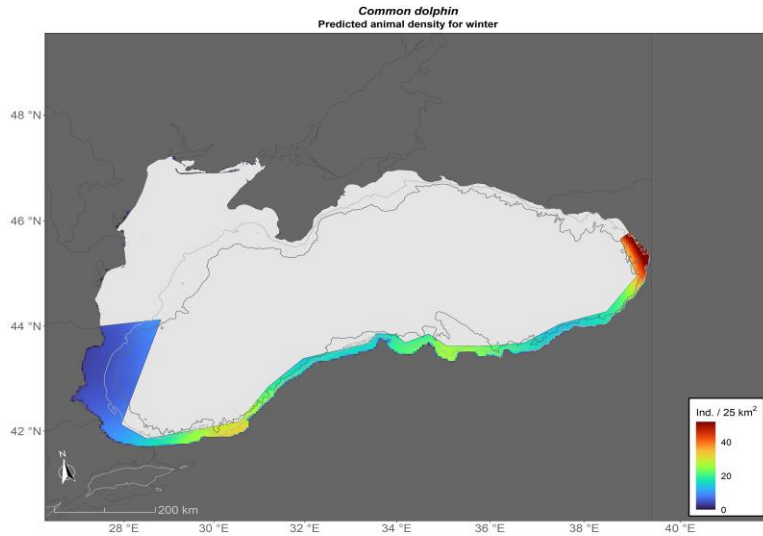 Common dolphin
Predicted animal density for winter
48 °N
46 °N
44 °N
42 °N
Ind. / 25 km²
40
20
0
N
200 km
28 °E 30 °E 32 °E 34 °E 36 °E 38 °E 40 °E